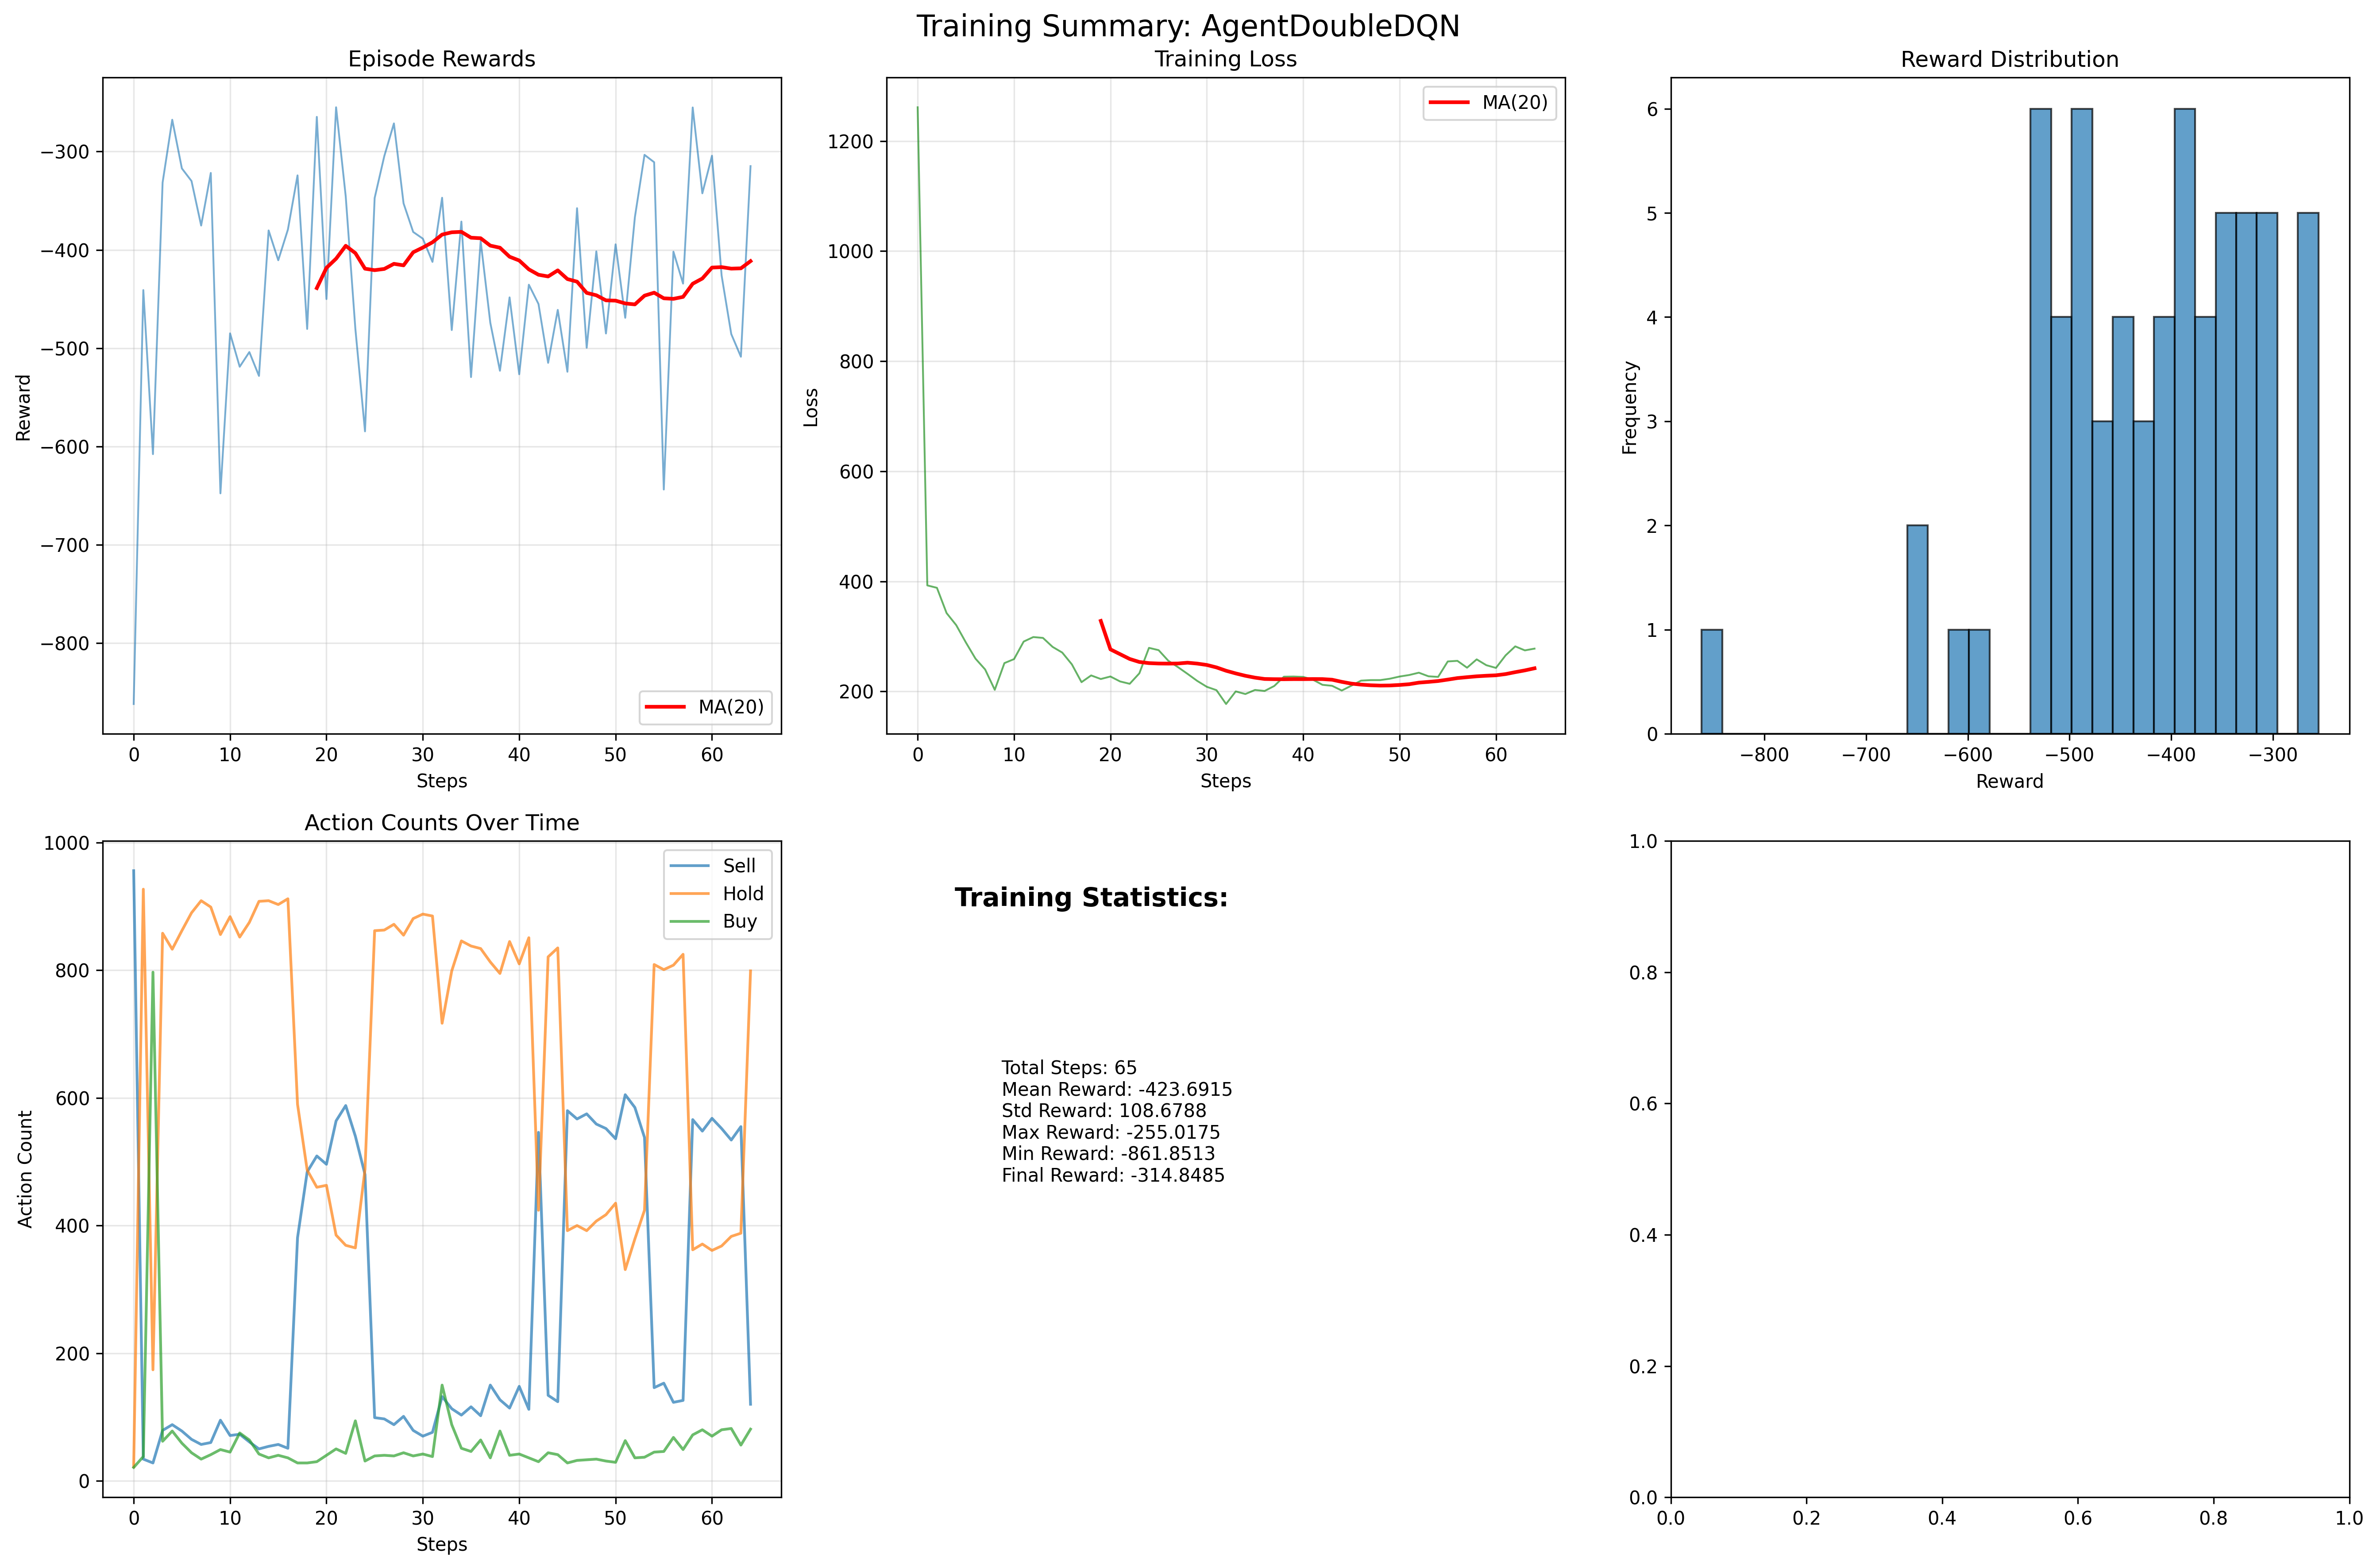 Training Summary: AgentDoubleDQN
Episode Rewards
Reward
−300
−400
−500
−600
−700
−800
MA(20)
0 10 20 30 40 50 60
Steps
Training Loss
Loss
1200
1000
800
600
400
200
MA(20)
0 10 20 30 40 50 60
Steps
Reward Distribution
Frequency
6
5
4
3
2
1
0
−800 −700 −600 −500 −400 −300
Reward
Action Counts Over Time
Action Count
1000
800
600
400
200
0
Sell
Hold
Buy
0 10 20 30 40 50 60
Steps
Training Statistics:
Total Steps: 65
Mean Reward: -423.6915
Std Reward: 108.6788
Max Reward: -255.0175
Min Reward: -861.8513
Final Reward: -314.8485
1.0
0.8
0.6
0.4
0.2
0.0
0.0 0.2 0.4 0.6 0.8 1.0